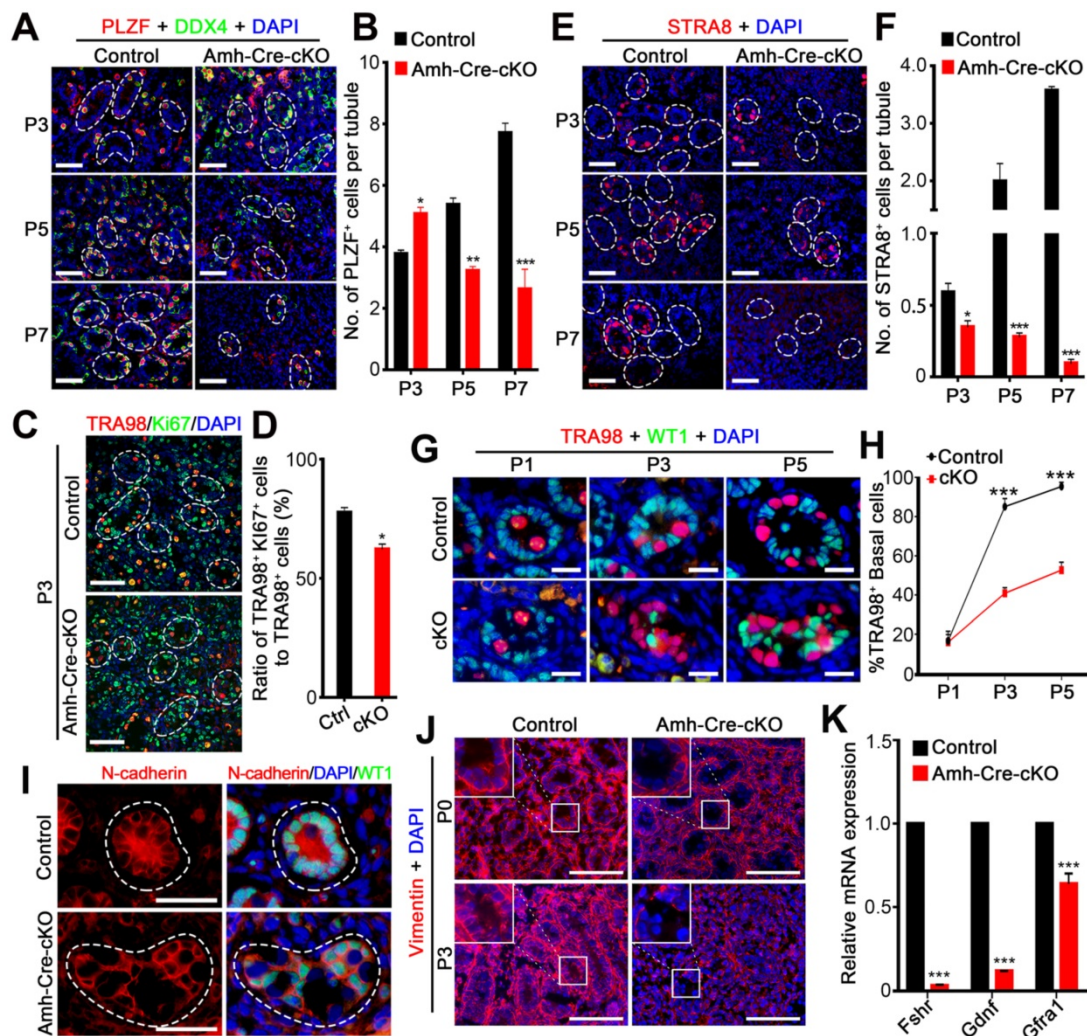 A
PLZF + DDX4 + DAPI
Control
Amh-Cre-cKO
P3
P5
P7
B
Control
Amh-Cre-cKO
No. of PLZF⁺ cells per tubule
10
8
6
4
2
0
*
**
***
P3 P5 P7
E
STRA8 + DAPI
Control
Amh-Cre-cKO
P3
P5
P7
F
Control
Amh-Cre-cKO
No. of STRA8⁺ cells per tubule
4.0
3.0
2.0
1.0
0.5
0
*
***
***
P3 P5 P7
C
TRA98/Ki67/DAPI
P3
Control
Amh-Cre-cKO
D
Ratio of TRA98⁺ KI67⁺ cells
to TRA98⁺ cells (%)
100
50
0
*
Ctrl
cKO
G
TRA98 + WT1 + DAPI
P1 P3 P5
Control
cKO
H
Control
cKO
%TRA98⁺ Basal cells
100
80
60
40
20
0
***
***
P1 P3 P5
I
N-cadherin
N-cadherin/DAPI/WT1
Control
Amh-Cre-cKO
J
Control
Amh-Cre-cKO
Vimentin + DAPI
P0
P3
K
Control
Amh-Cre-cKO
Relative mRNA expression
1.5
1.0
0.5
0
***
***
***
Fshr
Gdnf
Gfra1